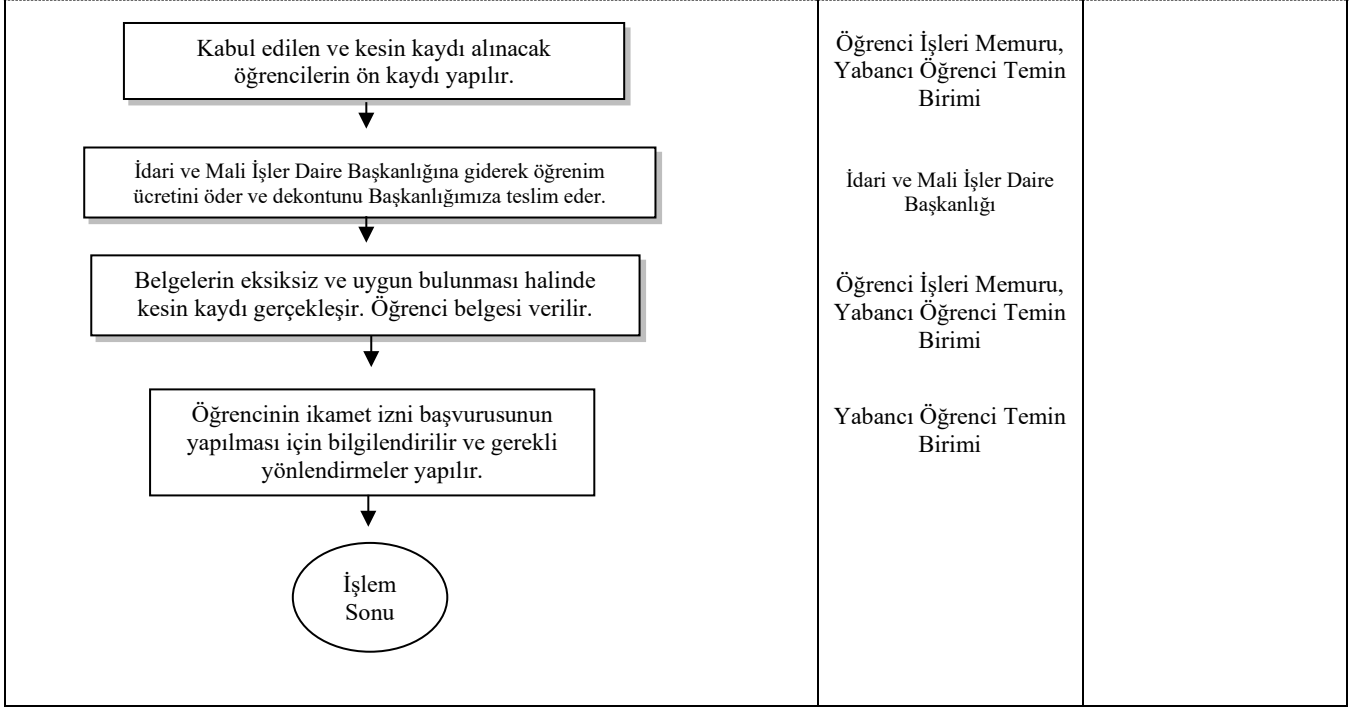 Kabul edilen ve kesin kaydı alınacak
öğrencilerin ön kaydı yapılır.
Öğrenci İşleri Memuru,
Yabancı Öğrenci Temin
Birimi
İdari ve Mali İşler Daire Başkanlığına giderek öğrenim
ücretini öder ve dekontunu Başkanlığımıza teslim eder.
İdari ve Mali İşler Daire
Başkanlığı
Belgelerin eksiksiz ve uygun bulunması halinde
kesin kaydı gerçekleşir. Öğrenci belgesi verilir.
Öğrenci İşleri Memuru,
Yabancı Öğrenci Temin
Birimi
Öğrencinin ikamet izni başvurusunun
yapılması için bilgilendirilir ve gerekli
yönlendirmeler yapılır.
Yabancı Öğrenci Temin
Birimi
İşlem
Sonu